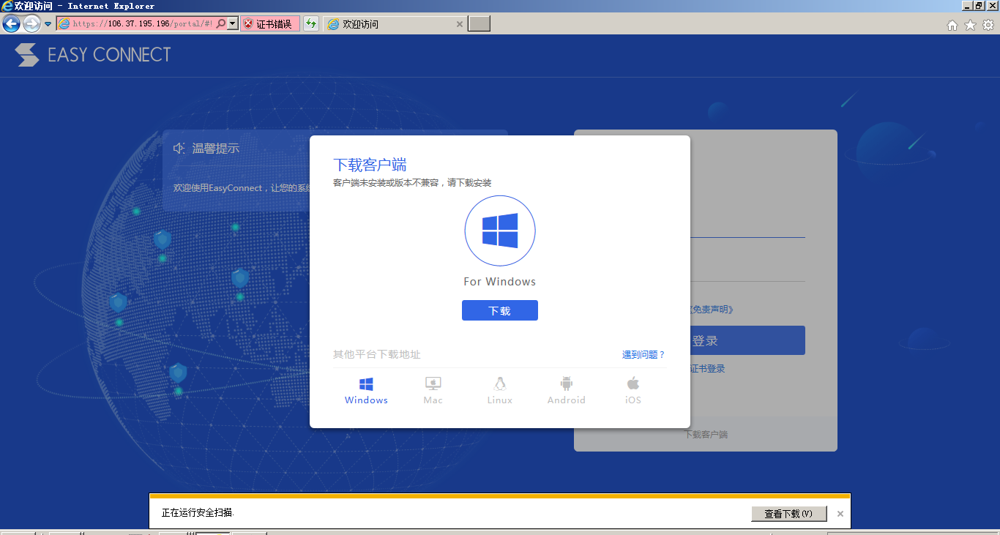 欢迎访问 - Internet Explorer
https://106.37.195.196/portal/#!
证书错误
欢迎访问
EASY CONNECT
温馨提示
欢迎使用EasyConnect，让您的系
下载客户端
客户端未安装或版本不兼容，请下载安装
For Windows
下载
其他平台下载地址
遇到问题？
Windows
Mac
Linux
Android
iOS
《免责声明》
登录
证书登录
下载客户端
正在运行安全扫描.
查看下载(V)